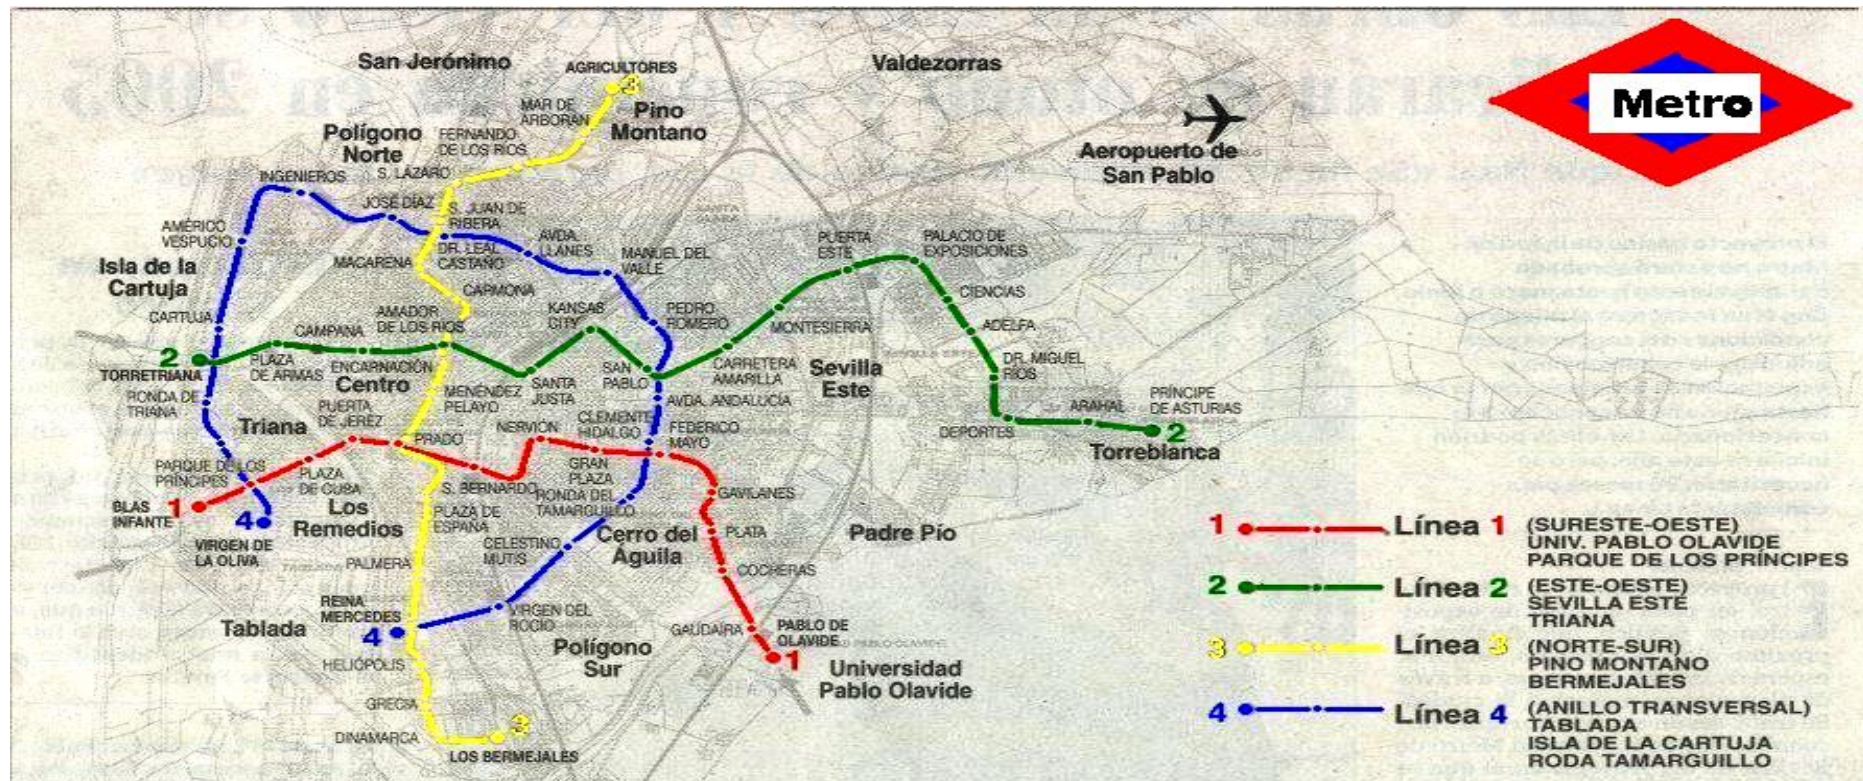 San Jerónimo
AGRICULTORES
3
Valdezorras
Metro
MAR DE
ARBORÁN
Pino
Montano
Polígono
Norte
FERNANDO
DE LOS RÍOS
Aeropuerto de
San Pablo
S. LÁZARO
INGENIEROS
JOSÉ DÍAZ
S. JUAN DE
RIBERA
AMÉRICO
VESPUCIO
DR. LEAL
CASTAÑO
AVDA.
LLANES
MANUEL DEL
VALLE
PUERTA
ESTE
PALACIO DE
EXPOSICIONES
Isla de la
Cartuja
MACARENA
CARMONA
CIENCIAS
CARTUJA
CAMPANA
AMADOR
DE LOS RIOS
KANSAS
CITY
PEDRO
ROMERO
MONTESIERRA
ADELFA
2
TORRETRIANA
PLAZA
DE ARMAS
ENCARNACIÓN
Centro
MENÉNDEZ
PELAYO
SANTA
JUSTA
SAN
PABLO
CARRETERA
AMARILLA
Sevilla
Este
DR. MIGUEL
RÍOS
RONDA DE
TRIANA
Triana
PUERTA
DE JEREZ
AVDA. ANDALUCÍA
PRÍNCIPE
DE ASTURIAS
ARAHAL
DEPORTES
2
Torreblanca
PRADO
NERVIÓN
CLEMENTE
HIDALGO
FEDERICO
MAYO
PARQUE DE LOS
PRÍNCIPES
PLAZA
DE CUBA
S. BERNARDO
GRAN
PLAZA
GAVILANES
BLAS
INFANTE
1
4
VIRGEN DE
LA OLIVA
Los
Remedios
PLAZA DE
ESPAÑA
RONDA DEL
TAMARGUILLO
Cerro del
Águila
PLATA
Padre Pío
CELESTINO
MUTIS
PALMERA
COCHERAS
REINA
MERCEDES
Tablada
4
VIRGEN DEL
ROCÍO
Polígono
Sur
GAUDAÍRA
PABLO DE
OLAVIDE
1
Universidad
Pablo Olavide
HELIÓPOLIS
GRECIA
DINAMARCA
3
LOS BERMEJALES
1 Línea 1 (SURESTE-OESTE)
UNIV. PABLO OLAVIDE
PARQUE DE LOS PRÍNCIPES
2 Línea 2 (ESTE-OESTE)
SEVILLA ESTE
TRIANA
3 Línea 3 (NORTE-SUR)
PINO MONTANO
BERMEJALES
4 Línea 4 (ANILLO TRANSVERSAL)
TABLADA
ISLA DE LA CARTUJA
RODA TAMARGUILLO